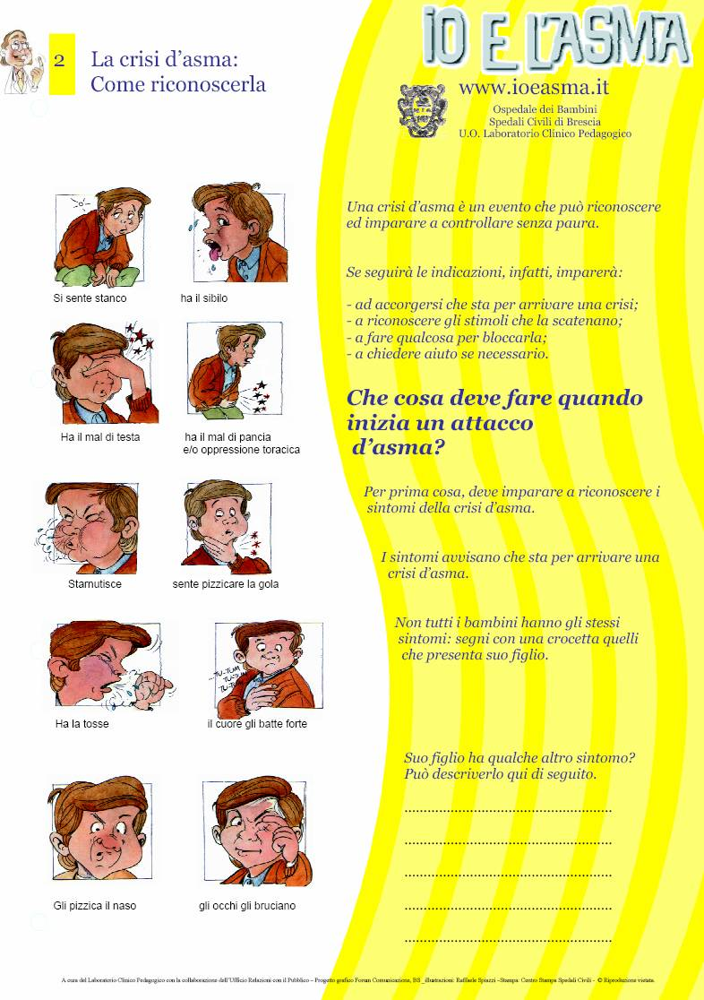 IO E L'ASMA
2
La crisi d'asma:
Come riconoscerla
www.ioeasma.it
Ospedale dei Bambini
Spedali Civili di Brescia
U.O. Laboratorio Clinico Pedagogico
Si sente stanco
ha il sibilo
Ha il mal di testa
ha il mal di pancia
e/o oppressione toracica
Starnutisce
sente pizzicare la gola
...TU-TUM
TU-TUM
TU-TUM
Ha la tosse
il cuore gli batte forte
Gli pizzica il naso
gli occhi gli bruciano
Una crisi d'asma è un evento che può riconoscere
ed imparare a controllare senza paura.
Se seguirà le indicazioni, infatti, imparerà:
- ad accorgersi che sta per arrivare una crisi;
- a riconoscere gli stimoli che la scatenano;
- a fare qualcosa per bloccarla;
- a chiedere aiuto se necessario.
Che cosa deve fare quando
inizia un attacco
d'asma?
Per prima cosa, deve imparare a riconoscere i
sintomi della crisi d'asma.
I sintomi avvisano che sta per arrivare una
crisi d'asma.
Non tutti i bambini hanno gli stessi
sintomi: segni con una crocetta quelli
che presenta suo figlio.
Suo figlio ha qualche altro sintomo?
Può descriverlo qui di seguito.
......................................................
......................................................
......................................................
......................................................
......................................................
A cura del Laboratorio Clinico Pedagogico con la collaborazione dell'Ufficio Relazioni con il Pubblico – Progetto grafico Forum Comunicazione, BS_illustrazioni: Raffaele Spiazzi –Stampa: Centro Stampa Spedali Civili - © Riproduzione vietata.